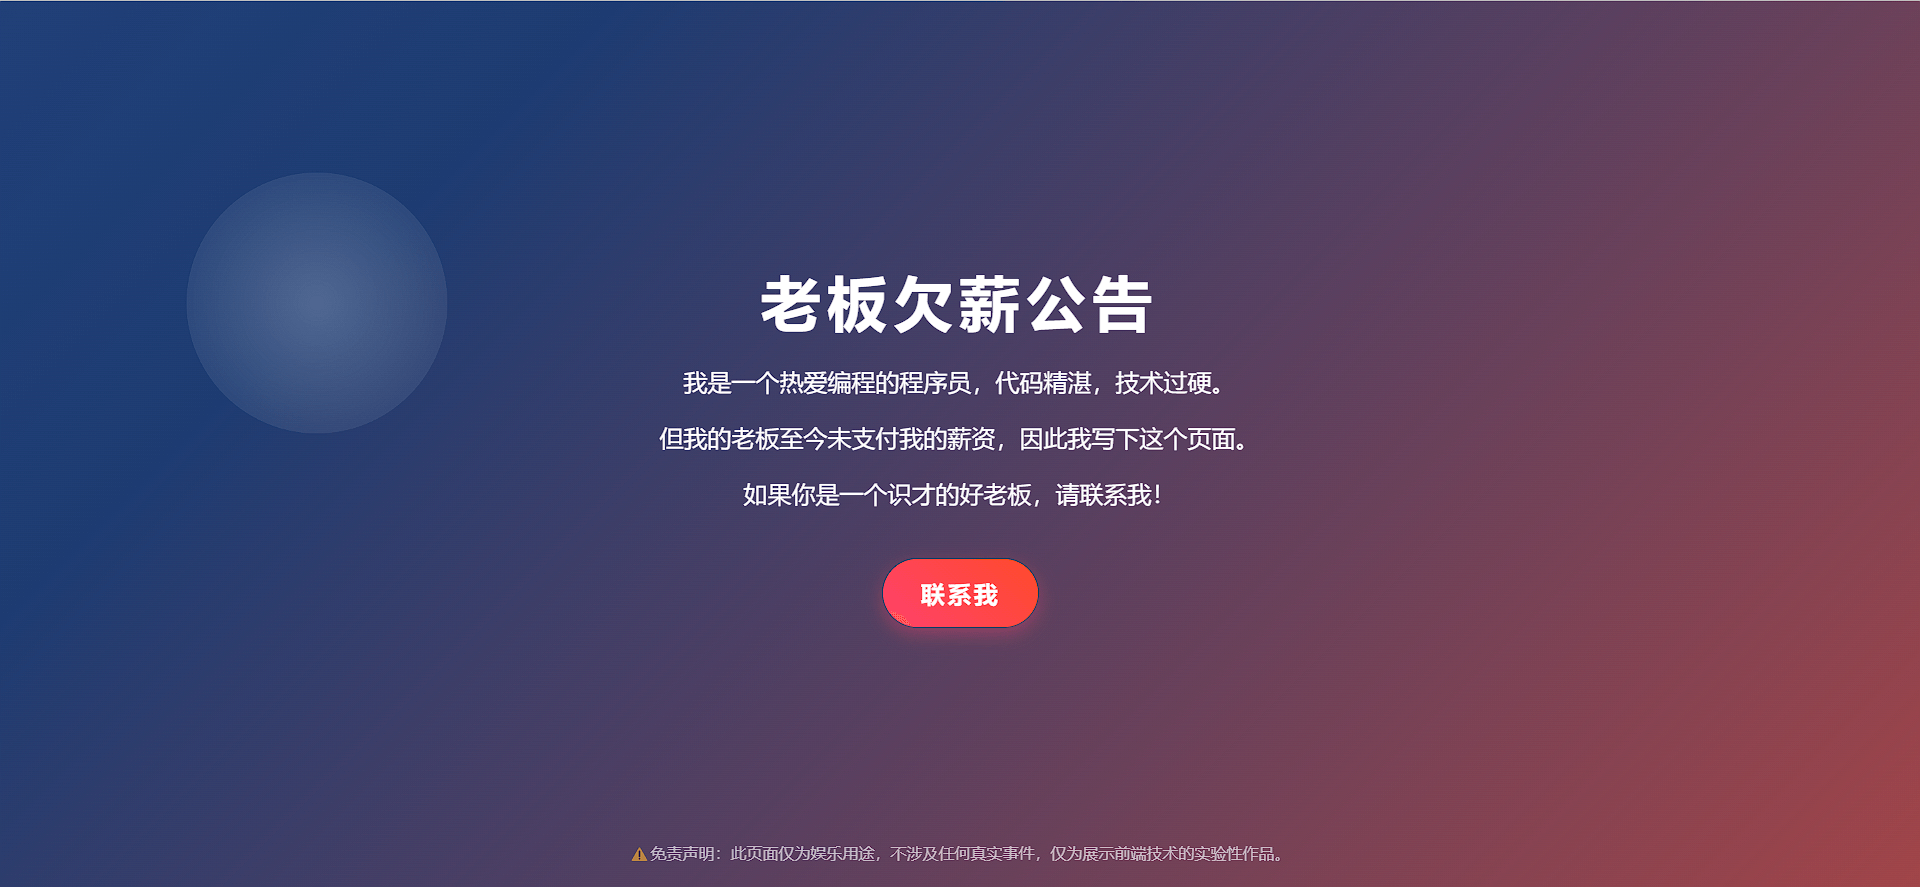 老板欠薪公告
我是一个热爱编程的程序员，代码精湛，技术过硬。
但我的老板至今未支付我的薪资，因此我写下这个页面。
如果你是一个识才的好老板，请联系我！
联系我
⚠️ 免责声明：此页面仅为娱乐用途，不涉及任何真实事件，仅为展示前端技术的实验性作品。